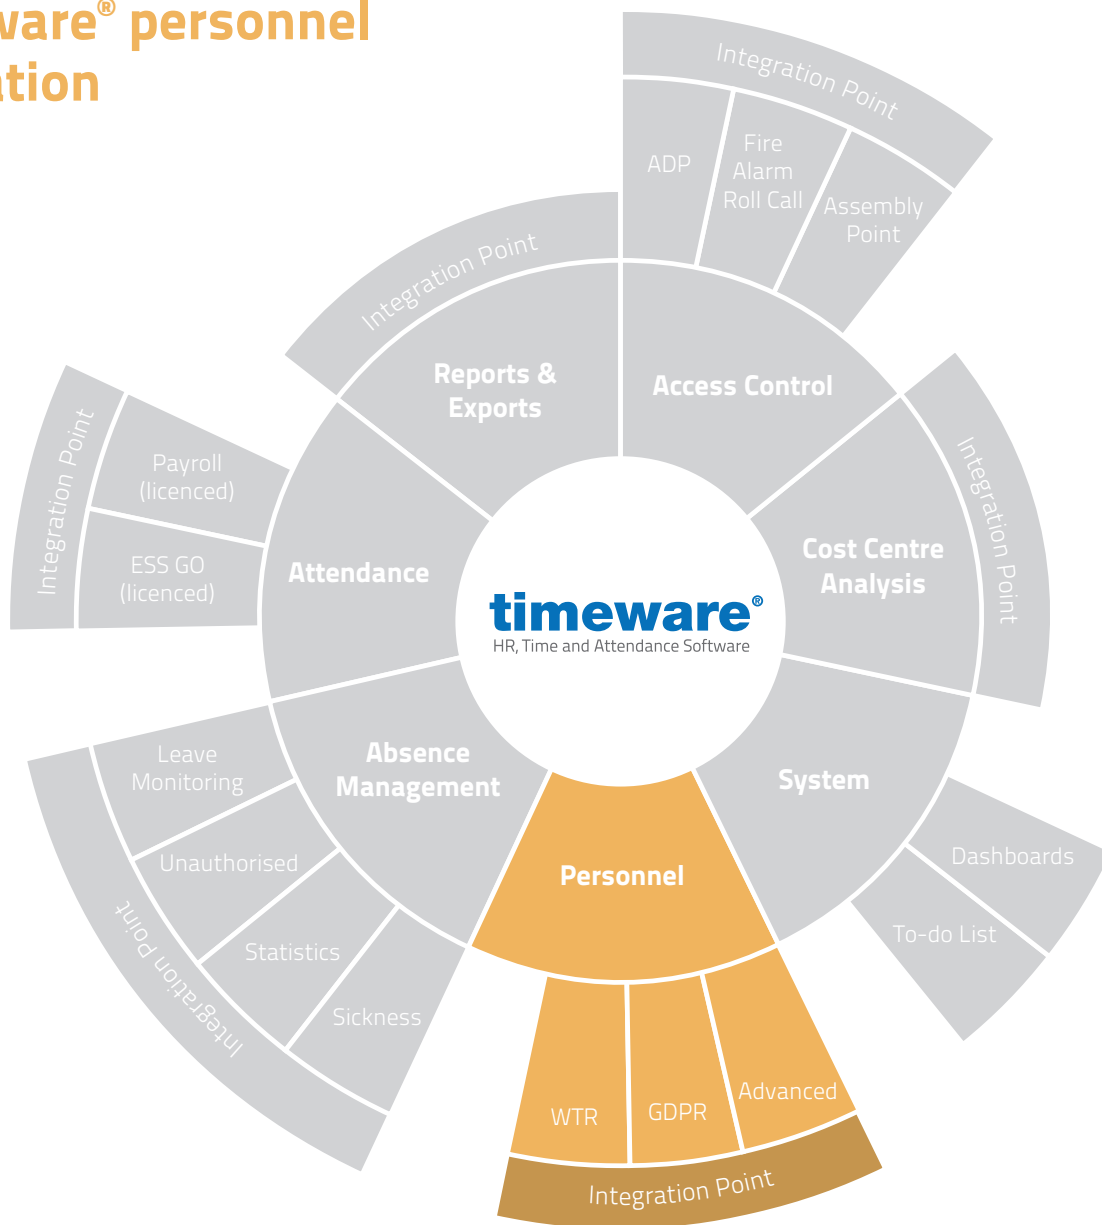 ware® personnel
ation
Integration Point
ADP
Fire
Alarm
Roll Call
Assembly
Point
Integration Point
Reports &
Exports
Access Control
Integration Point
Payroll
(licenced)
ESS GO
(licenced)
Attendance
Cost Centre
Analysis
Integration Point
timeware®
HR, Time and Attendance Software
Absence
Management
System
Personnel
Leave
Monitoring
Unauthorised
Statistics
Sickness
Integration Point
Dashboards
To-do List
WTR
GDPR
Advanced
Integration Point